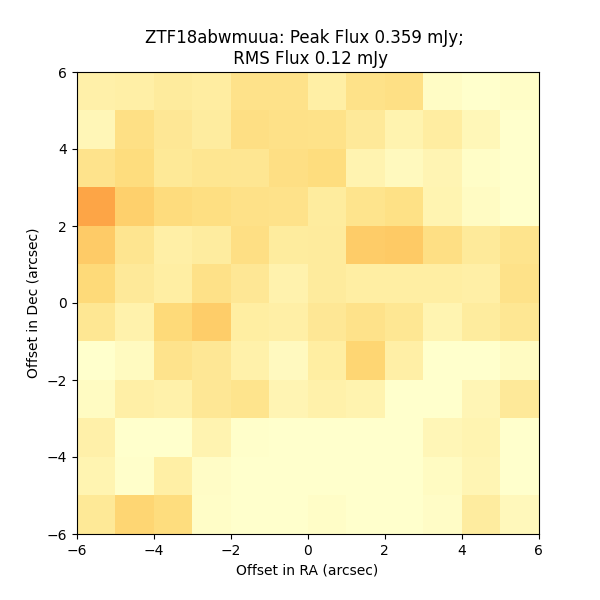 ZTF18abwmuua: Peak Flux 0.359 mJy;
RMS Flux 0.12 mJy
6
4
2
0
−2
−4
−6
Offset in Dec (arcsec)
−6 −4 −2 0 2 4 6
Offset in RA (arcsec)